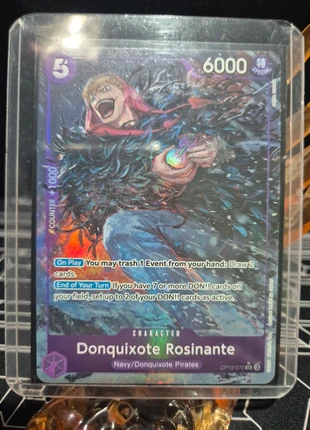 5
6000
SPECIAL
COUNTER +1000
On Play You may trash 1 Event from your hand: Draw 2
cards.
End of Your Turn If you have 7 or more DON!! cards on
your field, set up to 2 of your DON!! cards as active.
CHARACTER
Donquixote Rosinante
Navy/Donquixote Pirates